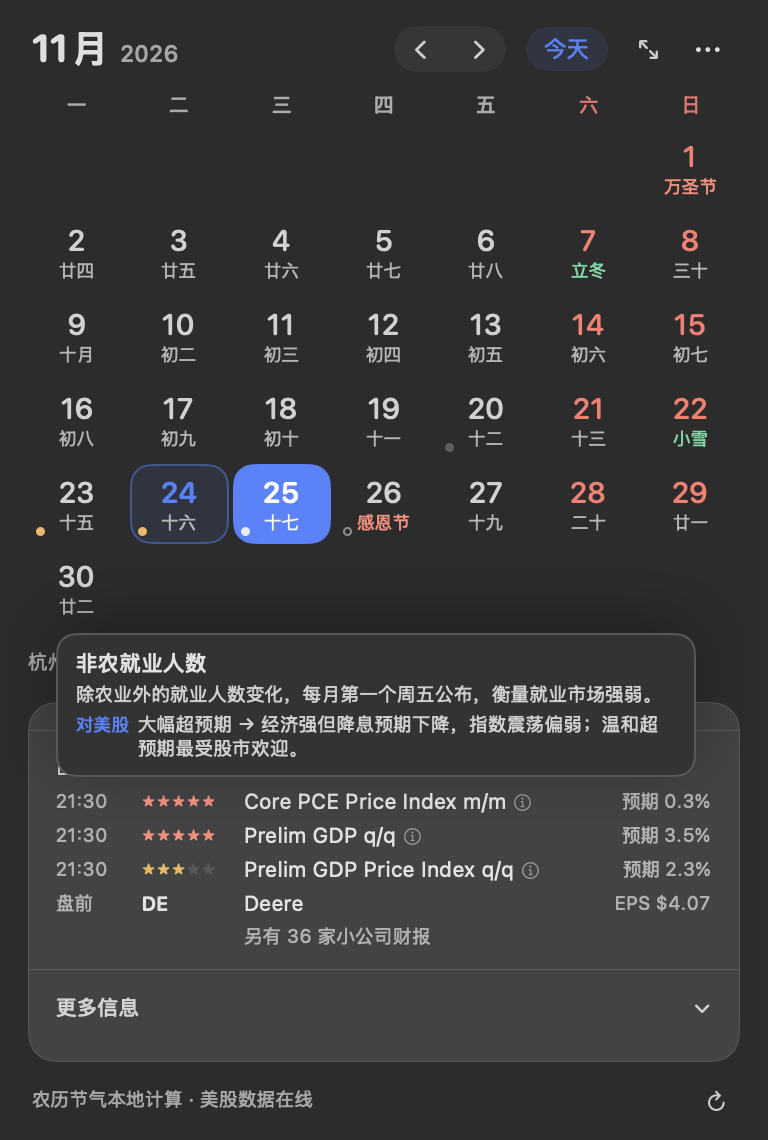 11月 2026
今天
一 二 三 四 五 六 日
1
万圣节
2 3 4 5 6 7 8
廿四 廿五 廿六 廿七 廿八 立冬 三十
9 10 11 12 13 14 15
十月 初二 初三 初四 初五 初六 初七
16 17 18 19 20 21 22
初八 初九 初十 十一 十二 十三 小雪
23 24 25 26 27 28 29
十五 十六 十七 感恩节 十九 二十 廿一
30
廿二
杭
非农就业人数
除农业外的就业人数变化，每月第一个周五公布，衡量就业市场强弱。
对美股 大幅超预期 → 经济强但降息预期下降，指数震荡偏弱；温和超
预期最受股市欢迎。
21:30 ★★★★★ Core PCE Price Index m/m ⓘ 预期 0.3%
21:30 ★★★★★ Prelim GDP q/q ⓘ 预期 3.5%
21:30 ★★★★★ Prelim GDP Price Index q/q ⓘ 预期 2.3%
盘前 DE Deere EPS $4.07
另有 36 家小公司财报
更多信息
农历节气本地计算 · 美股数据在线